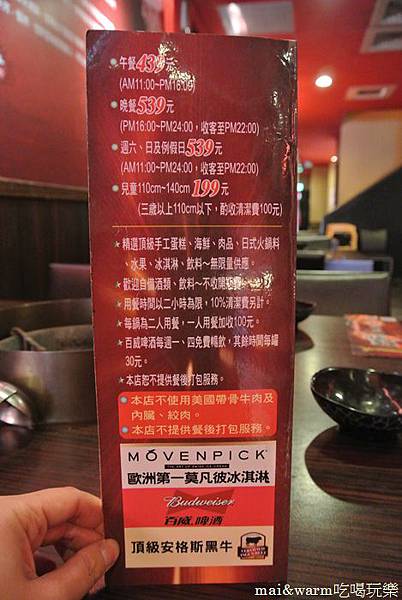 午餐439元
(AM11:00~PM16:00)
晚餐539元
(PM16:00~PM24:00，收客至PM22:00)
週六、日及例假日539元
(AM11:00~PM24:00，收客至PM22:00)
兒童110cm~140cm 199元
(三歲以上110cm以下，酌收清潔費100元)
★精選頂級手工蛋糕、海鮮、肉品、日式火鍋料
、水果、冰淇淋、飲料~無限量供應。
★歡迎自備酒類、飲料~不收開
★用餐時間以二小時為限，10%清潔費另計。
★每鍋為二人用餐，一人用餐加收100元。
★百威啤酒每週一、四免費暢飲，其餘時間每罐
30元。
★本店恕不提供餐後打包服務。
●本店不使用美國帶骨牛肉及
內臟、絞肉。
●本店不提供餐後打包服務。
MÖVENPICK
THE ART OF SWISS ICE CREAM
歐洲第一莫凡彼冰淇淋
Budweiser
百威啤酒
頂級安格斯黑牛
mai&warm吃喝玩樂